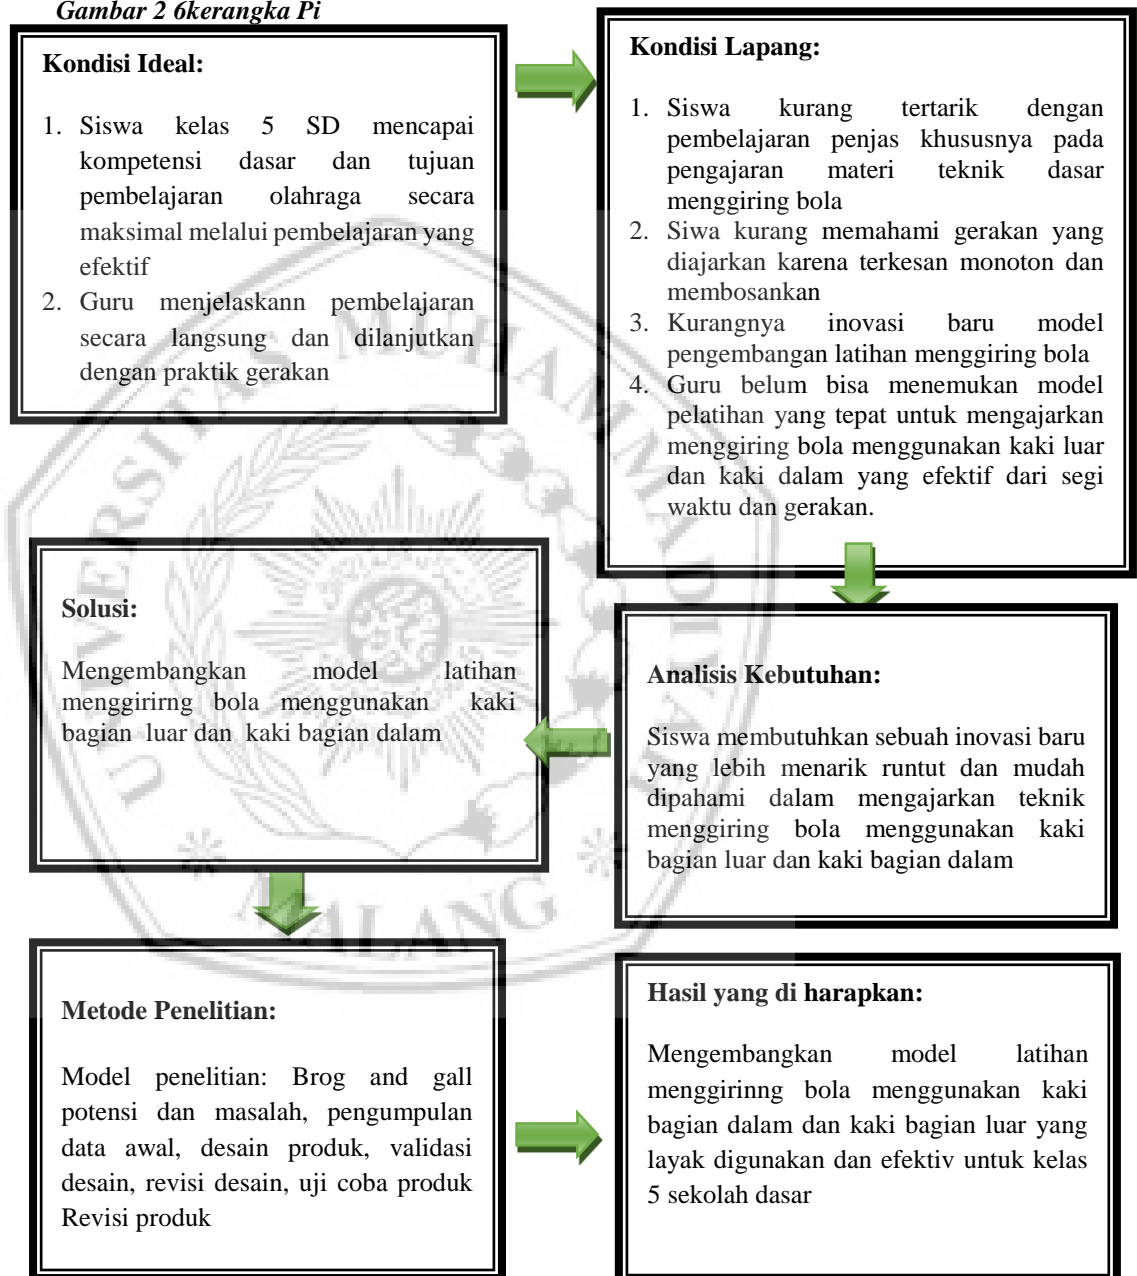 Gambar 2 6kerangka Pi
Kondisi Ideal:
1. Siswa kelas 5 SD mencapai
kompetensi dasar dan tujuan
pembelajaran olahraga secara
maksimal melalui pembelajaran yang
efektif
2. Guru menjelaskann pembelajaran
secara langsung dan dilanjutkan
dengan praktik gerakan
Kondisi Lapang:
1. Siswa kurang tertarik dengan
pembelajaran penjas khususnya pada
pengajaran materi teknik dasar
menggiring bola
2. Siwa kurang memahami gerakan yang
diajarkan karena terkesan monoton dan
membosankan
3. Kurangnya inovasi baru model
pengembangan latihan menggiring bola
4. Guru belum bisa menemukan model
pelatihan yang tepat untuk mengajarkan
menggiring bola menggunakan kaki luar
dan kaki dalam yang efektif dari segi
waktu dan gerakan.
Analisis Kebutuhan:
Siswa membutuhkan sebuah inovasi baru
yang lebih menarik runtut dan mudah
dipahami dalam mengajarkan teknik
menggiring bola menggunakan kaki
bagian luar dan kaki bagian dalam
Solusi:
Mengembangkan model latihan
menggirirng bola menggunakan kaki
bagian luar dan kaki bagian dalam
Metode Penelitian:
Model penelitian: Brog and gall
potensi dan masalah, pengumpulan
data awal, desain produk, validasi
desain, revisi desain, uji coba produk
Revisi produk
Hasil yang di harapkan:
Mengembangkan model latihan
menggirinng bola menggunakan kaki
bagian dalam dan kaki bagian luar yang
layak digunakan dan efektiv untuk kelas
5 sekolah dasar
UNIVERSITAS MUHAMMADIYAH
MALANG